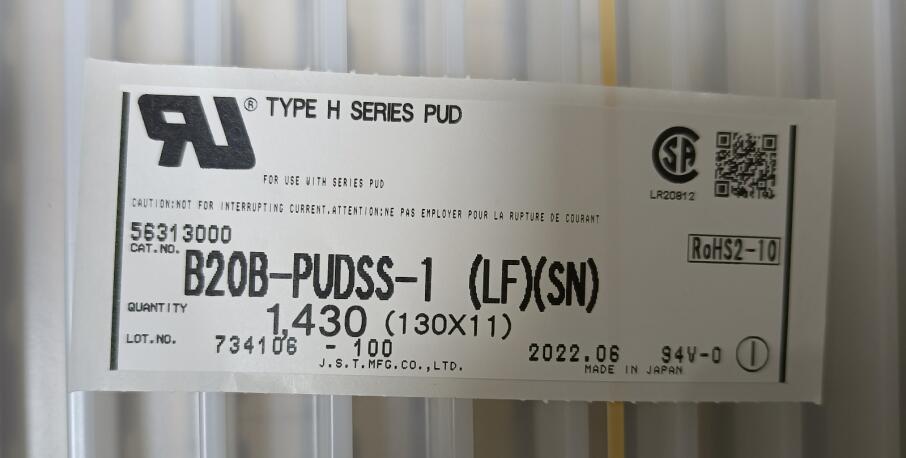 RU ® TYPE H SERIES PUD
FOR USE WITH SERIES PUD
CSA
LR20812
CAUTION:NOT FOR INTERRUPTING CURRENT.ATTENTION:NE PAS EMPLOYER POUR LA RUPTURE DE COURANT
56313000
RoHS2-10
CAT.NO. B20B-PUDSS-1 (LF)(SN)
QUANTITY 1,430 (130X11)
LOT.NO. 734106 - 100 2022.06 94V-0 I
J.S.T.MFG.CO.,LTD. MADE IN JAPAN